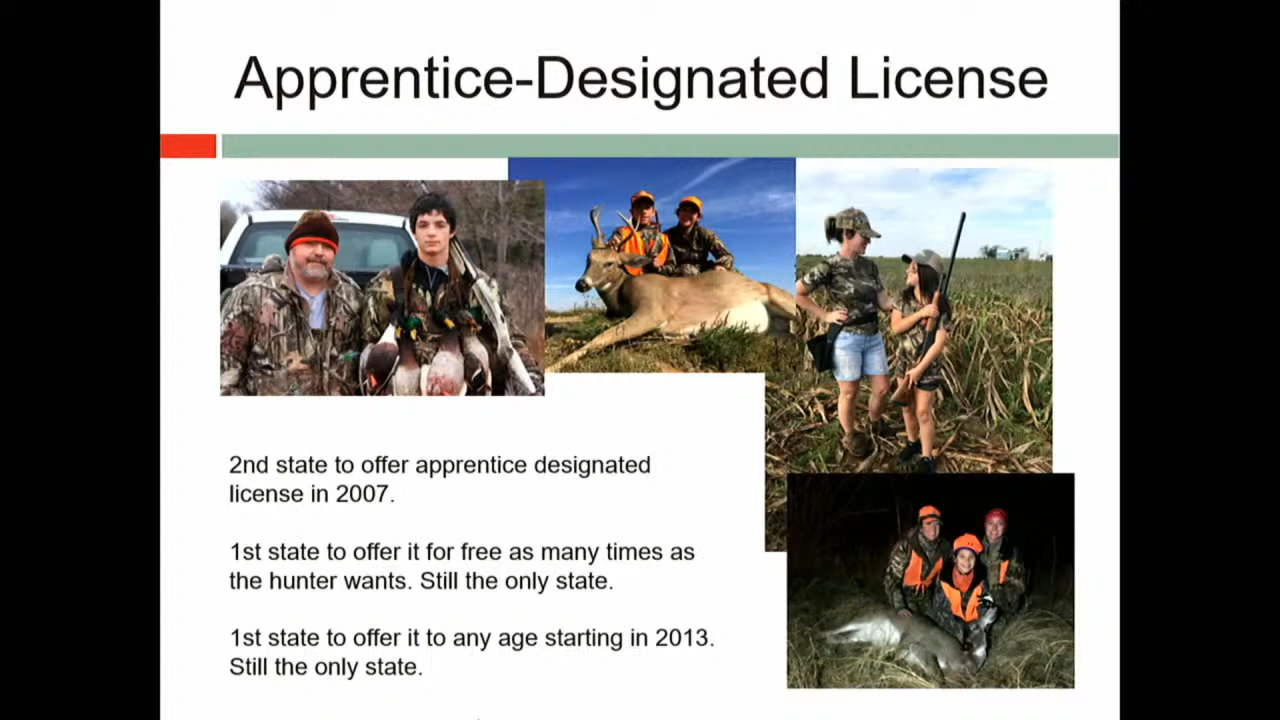 Apprentice-Designated License
2nd state to offer apprentice designated
license in 2007.
1st state to offer it for free as many times as
the hunter wants. Still the only state.
1st state to offer it to any age starting in 2013.
Still the only state.